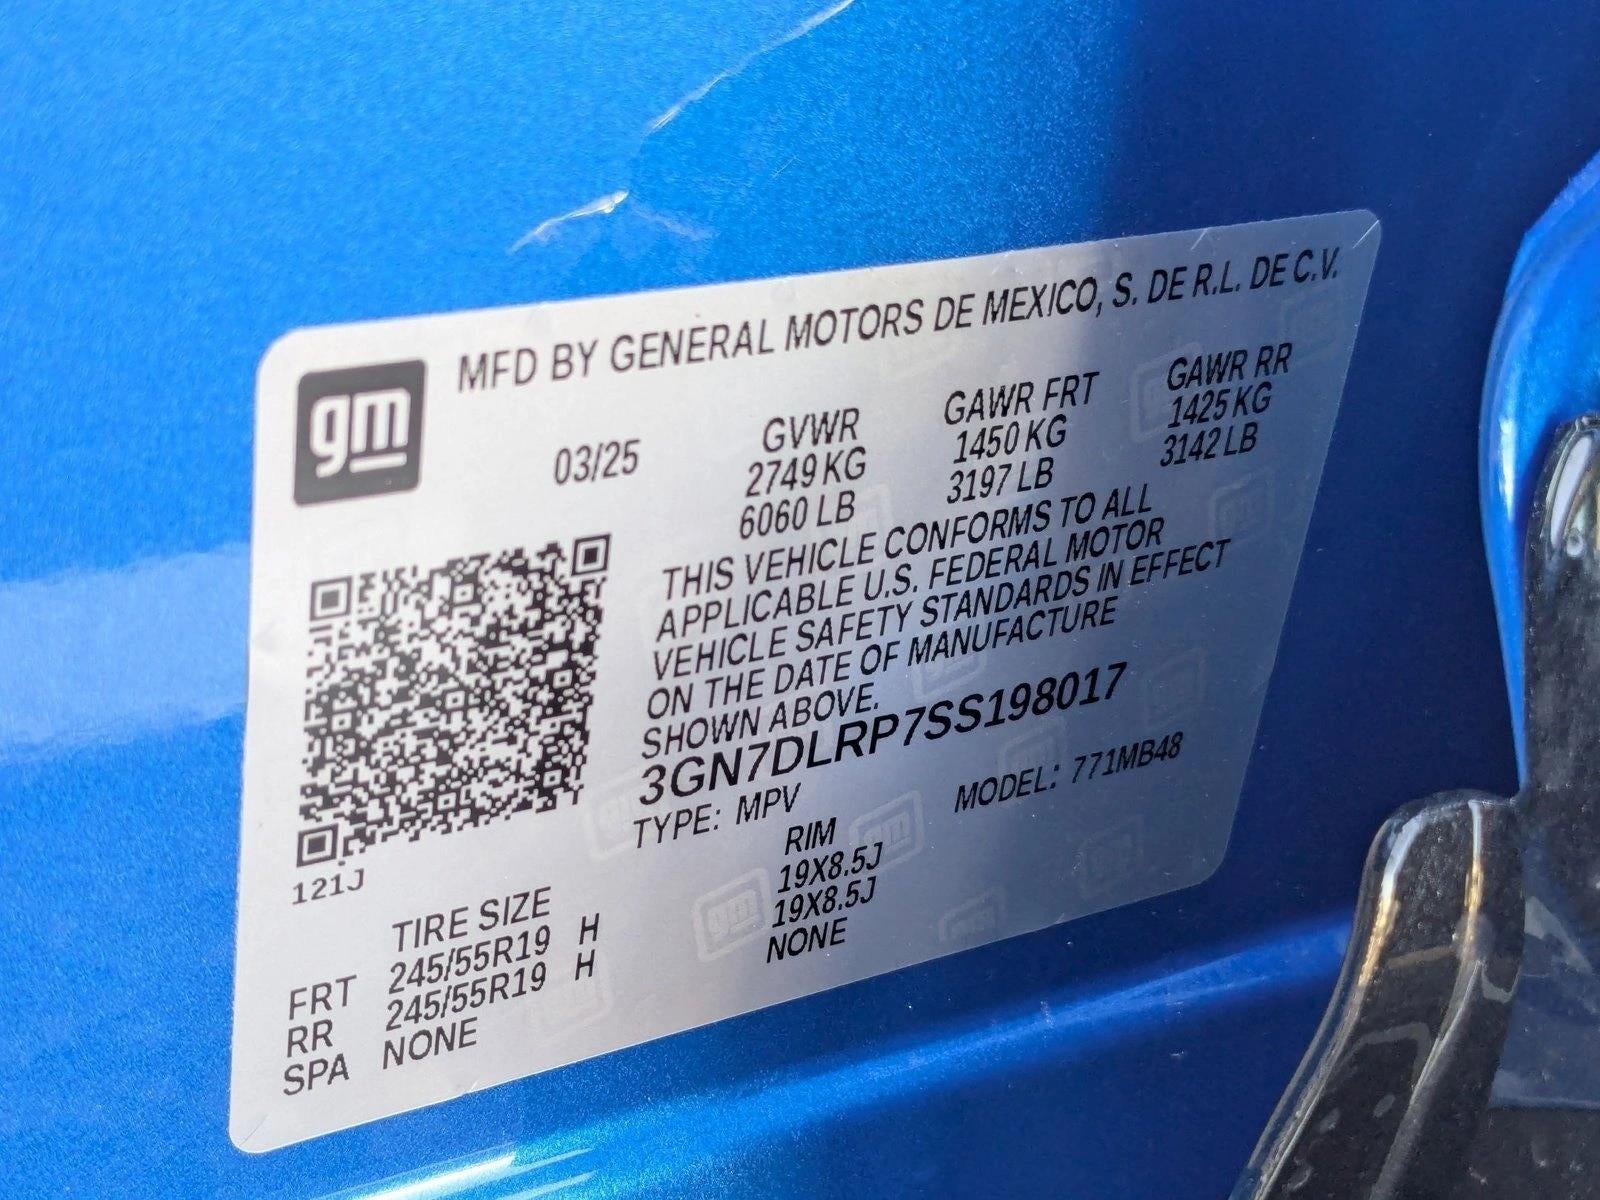 gm
MFD BY GENERAL MOTORS DE MEXICO, S. DE R.L. DE C.V.
03/25
GVWR GAWR FRT GAWR RR
2749 KG 1450 KG 1425 KG
6060 LB 3197 LB 3142 LB
THIS VEHICLE CONFORMS TO ALL
APPLICABLE U.S. FEDERAL MOTOR
VEHICLE SAFETY STANDARDS IN EFFECT
ON THE DATE OF MANUFACTURE
SHOWN ABOVE.
3GN7DLRP7SS198017
TYPE: MPV MODEL: 771MB48
121J
TIRE SIZE RIM
FRT 245/55R19 H 19X8.5J
RR 245/55R19 H 19X8.5J
SPA NONE NONE